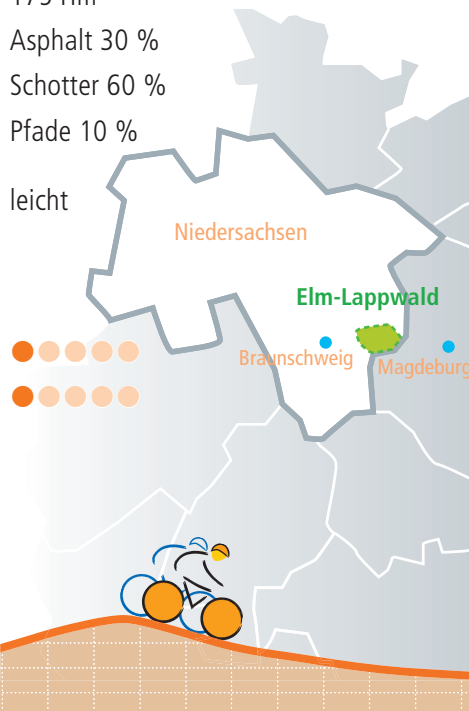 Asphalt 30 %
Schotter 60 %
Pfade 10 %
leicht
Niedersachsen
Elm-Lappwald
Braunschweig
Magdeburg